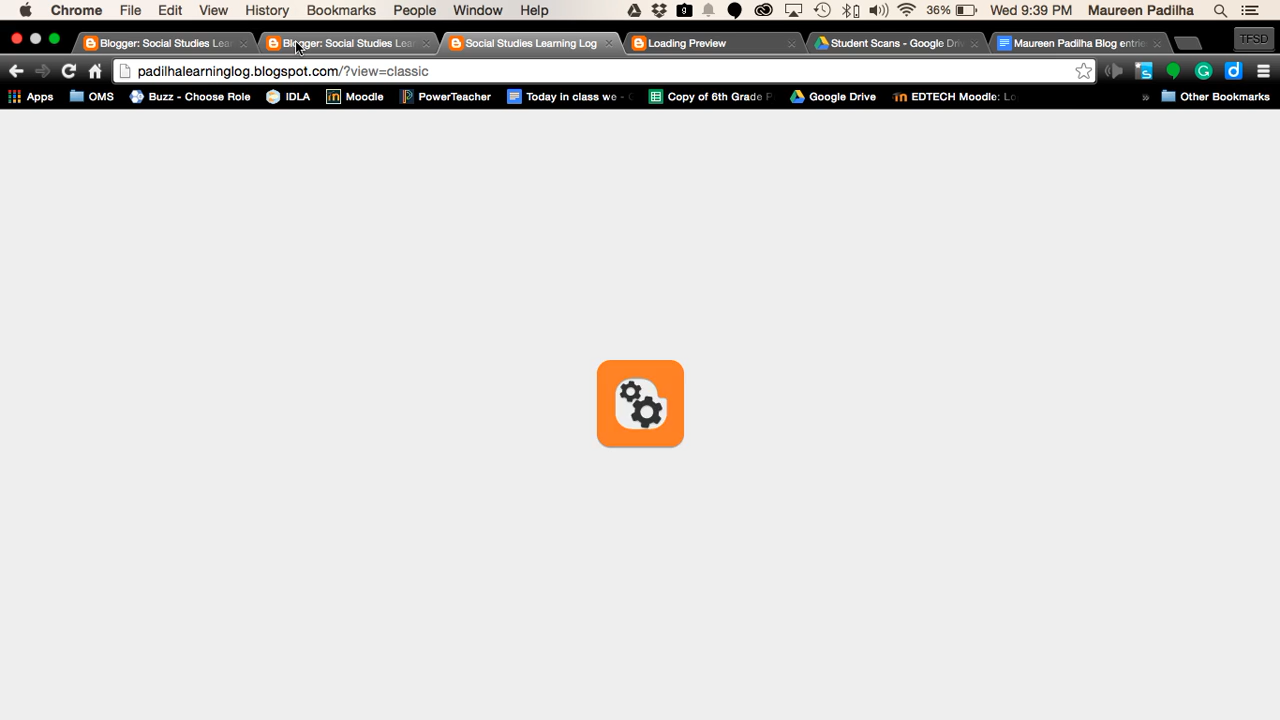 Chrome File Edit View History Bookmarks People Window Help 9 36% Wed 9:39 PM Maureen Padilha
Blogger: Social Studies Lear Blogger: Social Studies Lear Social Studies Learning Log Loading Preview Student Scans - Google Driv Maureen Padilha Blog entrie TFSD
padilhalearninglog.blogspot.com/?view=classic
Apps OMS Buzz - Choose Role IDLA Moodle PowerTeacher Today in class we - Copy of 6th Grade P Google Drive EDTECH Moodle: Lo » Other Bookmarks